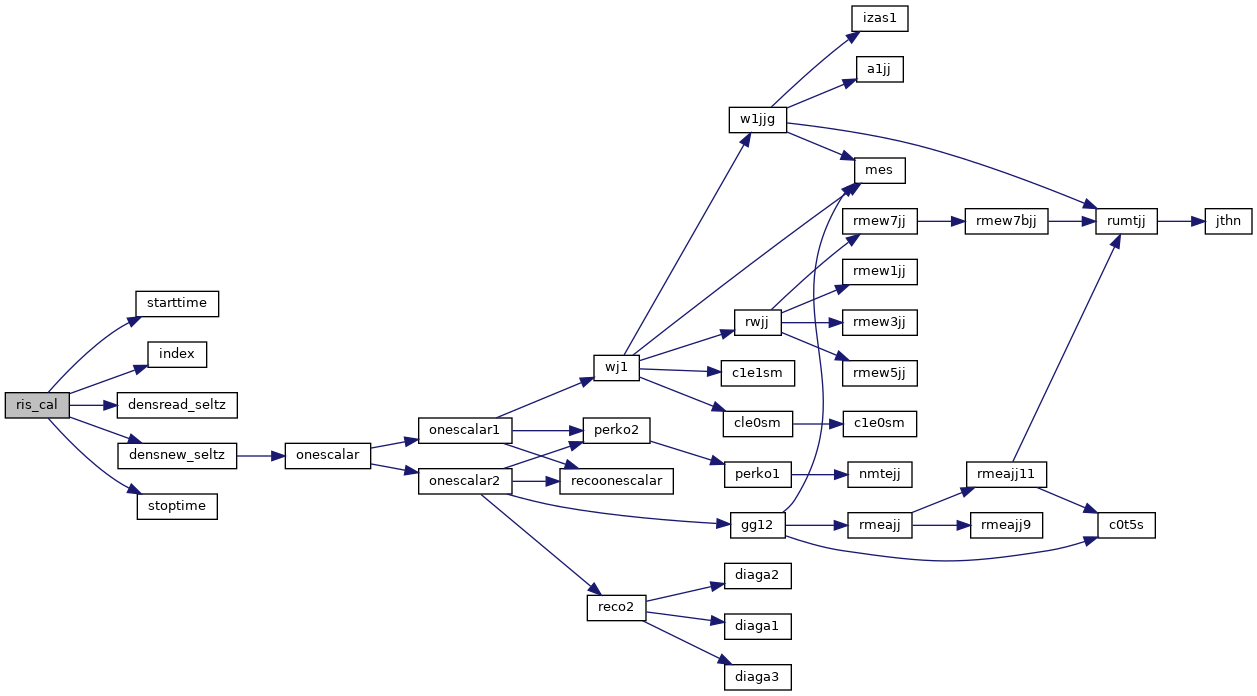 izas1
a1jj
w1jjg
mes
rmew7jj
rmew7bjj
rumtjj
jthn
rmew1jj
starttime
rwjj
rmew3jj
index
wj1
c1e1sm
rmew5jj
ris_cal
densread_seltz
onescalar1
perko2
cle0sm
c1e0sm
densnew_seltz
onescalar
onescalar2
recoonescalar
perko1
nmtejj
rmeajj11
stoptime
gg12
rmeajj
rmeajj9
c0t5s
diaga2
reco2
diaga1
diaga3